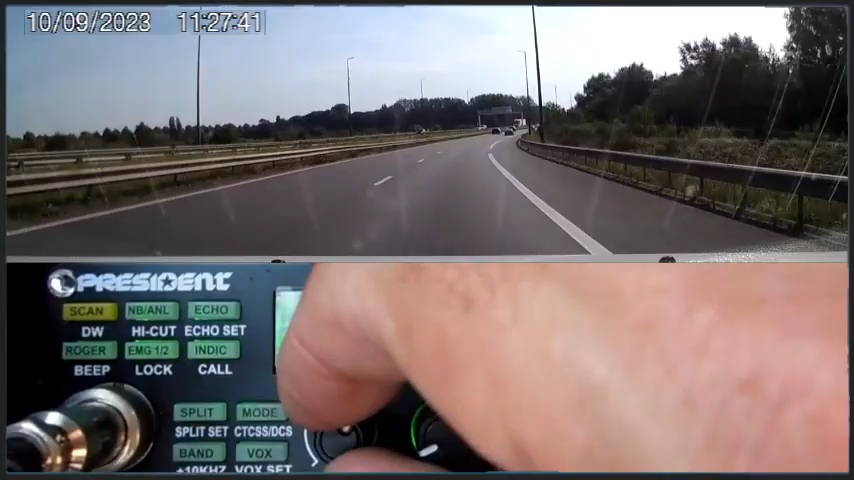 10/09/2023 11:27:41
PRESIDENT
SCAN NB/ANL ECHO
DW HI-CUT ECHO SET
ROGER EMG 1/2 INDIC
BEEP LOCK CALL
SPLIT MODE
SPLIT SET CTCSS/DCS
BAND VOX
+10KHZ VOX SET